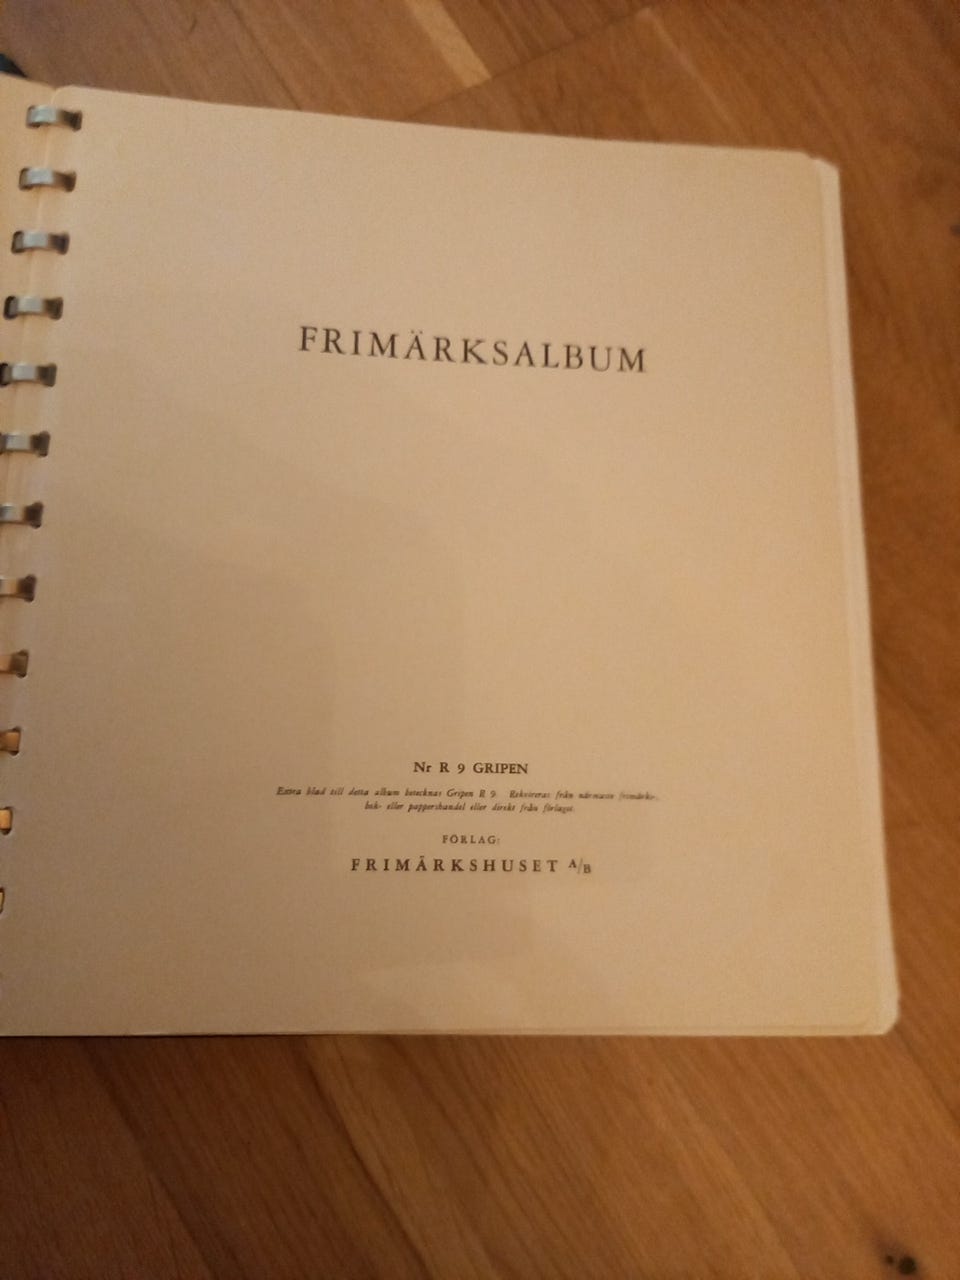 FRIMÄRKSALBUM
Nr R 9 GRIPEN
Extra blad till detta album betecknas Gripen R 9. Rekvireras från närmaste frimärks-,
bok- eller pappershandel eller direkt från förlaget.
FÖRLAG:
FRIMÄRKSHUSET A/B